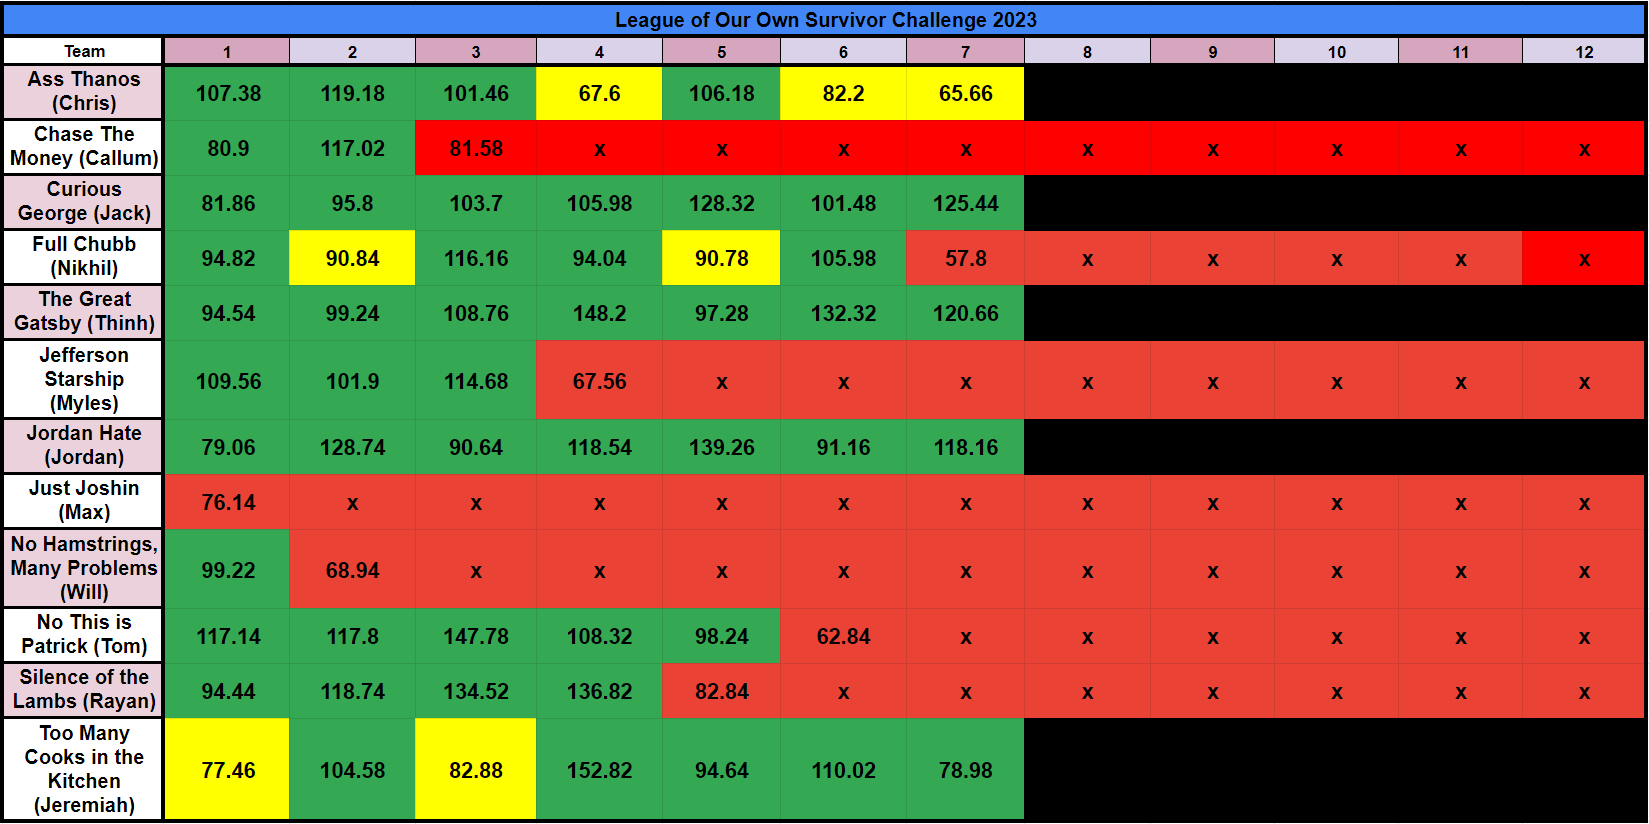 League of Our Own Survivor Challenge 2023
Team 1 2 3 4 5 6 7 8 9 10 11 12
Ass Thanos
(Chris) 107.38 119.18 101.46 67.6 106.18 82.2 65.66
Chase The
Money (Callum) 80.9 117.02 81.58 x x x x x x x x x
Curious
George (Jack) 81.86 95.8 103.7 105.98 128.32 101.48 125.44
Full Chubb
(Nikhil) 94.82 90.84 116.16 94.04 90.78 105.98 57.8 x x x x x
The Great
Gatsby (Thinh) 94.54 99.24 108.76 148.2 97.28 132.32 120.66
Jefferson
Starship
(Myles) 109.56 101.9 114.68 67.56 x x x x x x x x
Jordan Hate
(Jordan) 79.06 128.74 90.64 118.54 139.26 91.16 118.16
Just Joshin
(Max) 76.14 x x x x x x x x x x x
No Hamstrings,
Many Problems
(Will) 99.22 68.94 x x x x x x x x x x
No This is
Patrick (Tom) 117.14 117.8 147.78 108.32 98.24 62.84 x x x x x x
Silence of the
Lambs (Rayan) 94.44 118.74 134.52 136.82 82.84 x x x x x x x
Too Many
Cooks in the
Kitchen
(Jeremiah) 77.46 104.58 82.88 152.82 94.64 110.02 78.98